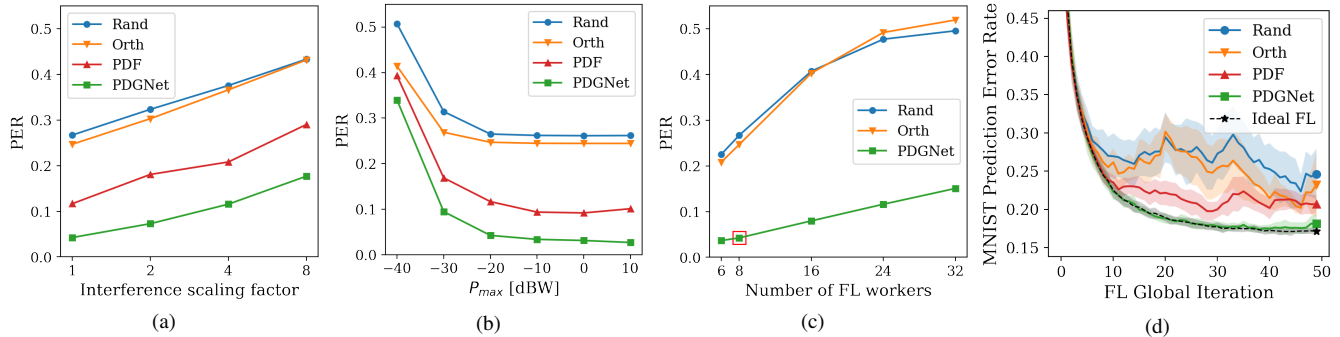 0.5
0.4
0.3
0.2
0.1
0.0
PER
Rand
Orth
PDF
PDGNet
1 2 4 8
Interference scaling factor
(a)
0.5
0.4
0.3
0.2
0.1
0.0
PER
Rand
Orth
PDF
PDGNet
−40 −30 −20 −10 0 10
Pmax [dBW]
(b)
0.5
0.4
0.3
0.2
0.1
0.0
PER
Rand
Orth
PDGNet
6 8 16 24 32
Number of FL workers
(c)
0.45
0.40
0.35
0.30
0.25
0.20
0.15
MNIST Prediction Error Rate
Rand
Orth
PDF
PDGNet
Ideal FL
0 10 20 30 40 50
FL Global Iteration
(d)